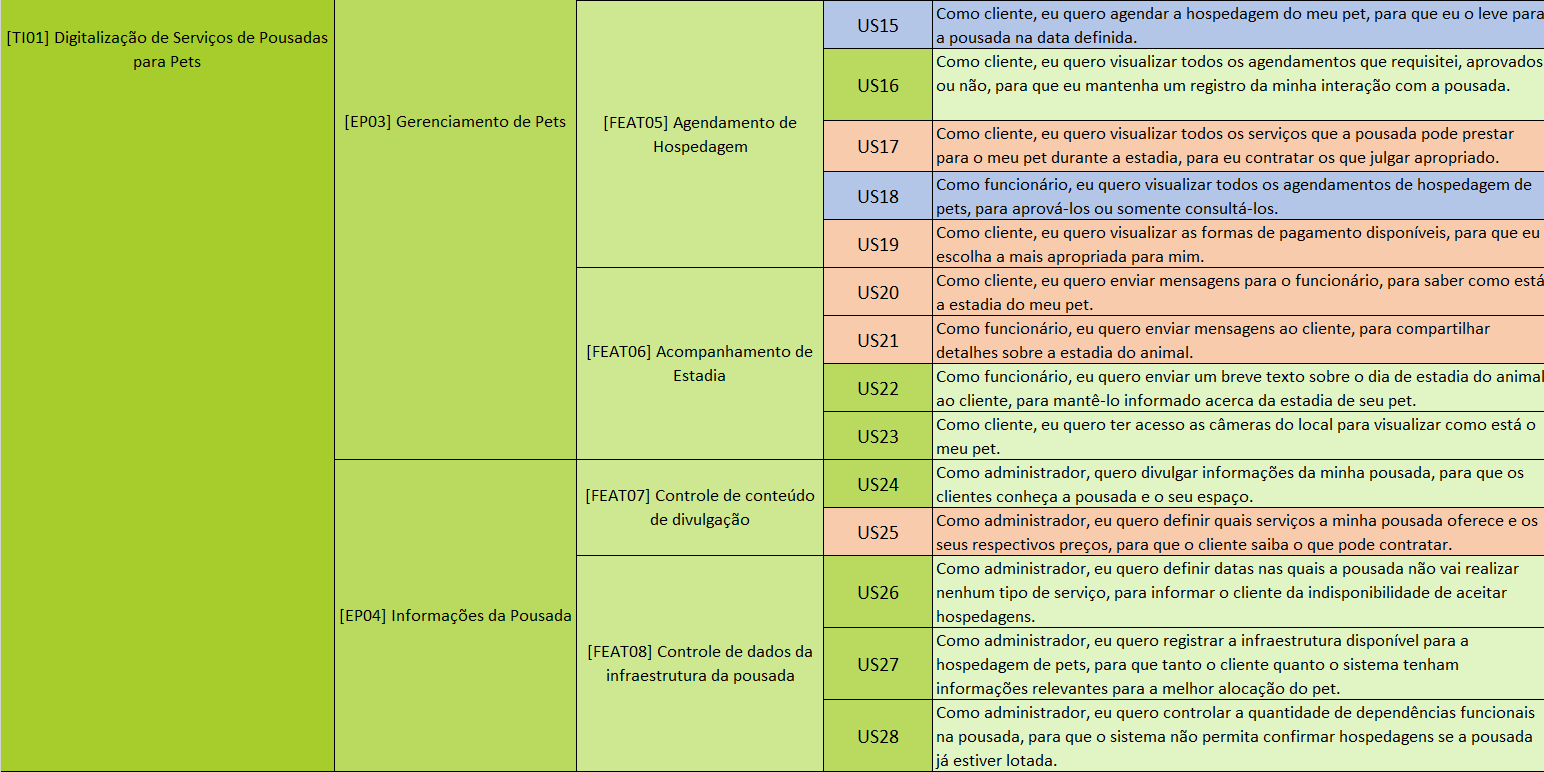 [TI01] Digitalização de Serviços de Pousadas
para Pets
[EP03] Gerenciamento de Pets
[FEAT05] Agendamento de
Hospedagem
US15
Como cliente, eu quero agendar a hospedagem do meu pet, para que eu o leve para
a pousada na data definida.
US16
Como cliente, eu quero visualizar todos os agendamentos que requisitei, aprovados
ou não, para que eu mantenha um registro da minha interação com a pousada.
US17
Como cliente, eu quero visualizar todos os serviços que a pousada pode prestar
para o meu pet durante a estadia, para eu contratar os que julgar apropriado.
US18
Como funcionário, eu quero visualizar todos os agendamentos de hospedagem de
pets, para aprová-los ou somente consultá-los.
US19
Como cliente, eu quero visualizar as formas de pagamento disponíveis, para que eu
escolha a mais apropriada para mim.
[FEAT06] Acompanhamento de
Estadia
US20
Como cliente, eu quero enviar mensagens para o funcionário, para saber como está
a estadia do meu pet.
US21
Como funcionário, eu quero enviar mensagens ao cliente, para compartilhar
detalhes sobre a estadia do animal.
US22
Como funcionário, eu quero enviar um breve texto sobre o dia de estadia do animal
ao cliente, para mantê-lo informado acerca da estadia de seu pet.
US23
Como cliente, eu quero ter acesso as câmeras do local para visualizar como está o
meu pet.
[EP04] Informações da Pousada
[FEAT07] Controle de conteúdo
de divulgação
US24
Como administrador, quero divulgar informações da minha pousada, para que os
clientes conheça a pousada e o seu espaço.
US25
Como administrador, eu quero definir quais serviços a minha pousada oferece e os
seus respectivos preços, para que o cliente saiba o que pode contratar.
[FEAT08] Controle de dados da
infraestrutura da pousada
US26
Como administrador, eu quero definir datas nas quais a pousada não vai realizar
nenhum tipo de serviço, para informar o cliente da indisponibilidade de aceitar
hospedagens.
US27
Como administrador, eu quero registrar a infraestrutura disponível para a
hospedagem de pets, para que tanto o cliente quanto o sistema tenham
informações relevantes para a melhor alocação do pet.
US28
Como administrador, eu quero controlar a quantidade de dependências funcionais
na pousada, para que o sistema não permita confirmar hospedagens se a pousada
já estiver lotada.